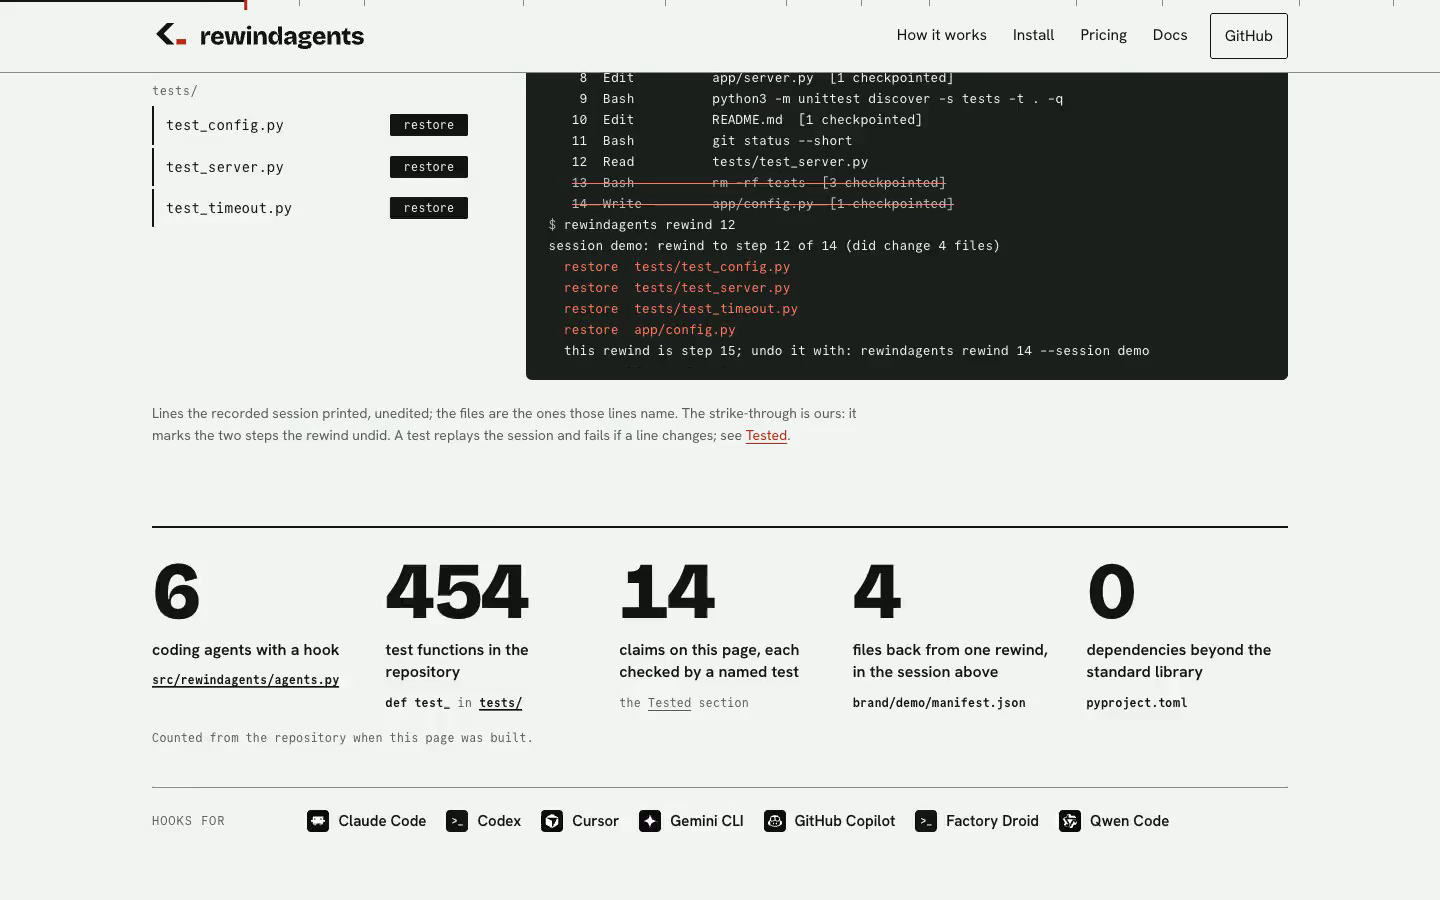 rewindagents
How it works Install Pricing Docs GitHub
tests/
test_config.py restore
test_server.py restore
test_timeout.py restore
8 Edit app/server.py [1 checkpointed]
9 Bash python3 -m unittest discover -s tests -t . -q
10 Edit README.md [1 checkpointed]
11 Bash git status --short
12 Read tests/test_server.py
13 Bash rm -rf tests [3 checkpointed]
14 Write app/config.py [1 checkpointed]
$ rewindagents rewind 12
session demo: rewind to step 12 of 14 (did change 4 files)
restore tests/test_config.py
restore tests/test_server.py
restore tests/test_timeout.py
restore app/config.py
this rewind is step 15; undo it with: rewindagents rewind 14 --session demo
Lines the recorded session printed, unedited; the files are the ones those lines name. The strike-through is ours: it
marks the two steps the rewind undid. A test replays the session and fails if a line changes; see Tested.
6
coding agents with a hook
src/rewindagents/agents.py
454
test functions in the
repository
def test_ in tests/
14
claims on this page, each
checked by a named test
the Tested section
4
files back from one rewind,
in the session above
brand/demo/manifest.json
0
dependencies beyond the
standard library
pyproject.toml
Counted from the repository when this page was built.
HOOKS FOR Claude Code >_ Codex Cursor Gemini CLI GitHub Copilot >_ Factory Droid Qwen Code